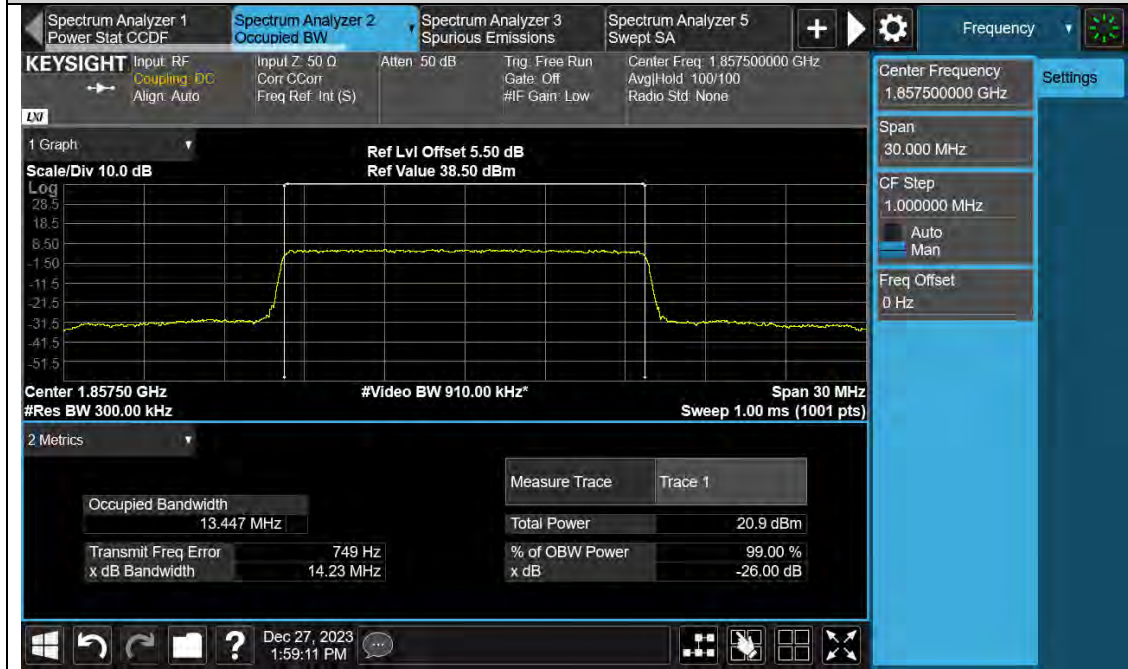 Spectrum Analyzer 1
Power Stat CCDF
Spectrum Analyzer 2
Occupied BW
Spectrum Analyzer 3
Spurious Emissions
Spectrum Analyzer 5
Swept SA
+
Frequency
KEYSIGHT
Input: RF
Coupling: DC
Align: Auto
Input Z: 50 Ω
Corr CCorr
Freq Ref: Int (S)
Atten: 50 dB
Trig: Free Run
Gate: Off
#IF Gain: Low
Center Freq: 1.857500000 GHz
Avg|Hold: 100/100
Radio Std: None
LXI
Center Frequency
1.857500000 GHz
Settings
Span
30.000 MHz
CF Step
1.000000 MHz
Auto
Man
Freq Offset
0 Hz
1 Graph
Scale/Div 10.0 dB
Ref Lvl Offset 5.50 dB
Ref Value 38.50 dBm
Log
28.5
18.5
8.50
-1.50
-11.5
-21.5
-31.5
-41.5
-51.5
Center 1.85750 GHz
#Video BW 910.00 kHz*
Span 30 MHz
#Res BW 300.00 kHz
Sweep 1.00 ms (1001 pts)
2 Metrics
Measure Trace
Trace 1
Occupied Bandwidth
13.447 MHz
Total Power
20.9 dBm
Transmit Freq Error
749 Hz
% of OBW Power
99.00 %
x dB Bandwidth
14.23 MHz
x dB
-26.00 dB
?
Dec 27, 2023
1:59:11 PM